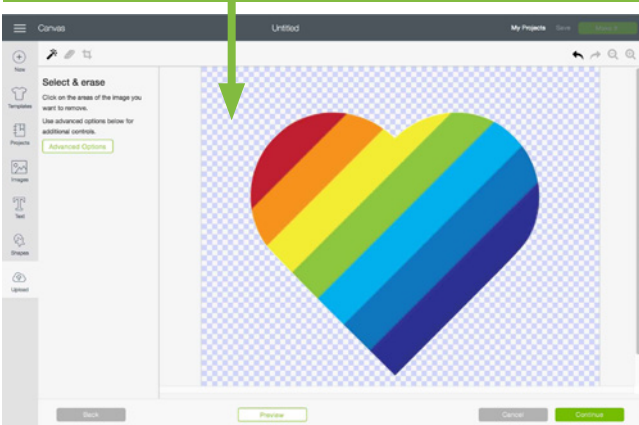 Canvas
Untitled
My Projects
Save
Make It
New
Templates
Projects
Images
Text
Shapes
Upload
Select & erase
Click on the areas of the image you
want to remove.
Use advanced options below for
additional controls.
Advanced Options
Back
Preview
Cancel
Continue